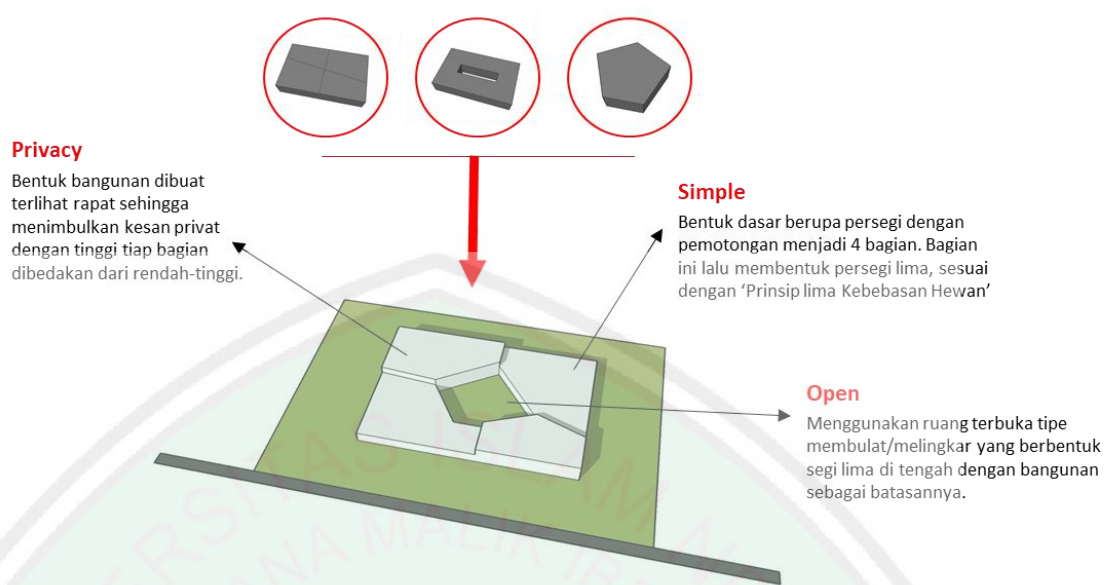 Privacy
Bentuk bangunan dibuat
terlihat rapat sehingga
menimbulkan kesan privat
dengan tinggi tiap bagian
dibedakan dari rendah-tinggi.
Simple
Bentuk dasar berupa persegi dengan
pemotongan menjadi 4 bagian. Bagian
ini lalu membentuk persegi lima, sesuai
dengan ‘Prinsip lima Kebebasan Hewan’
Open
Menggunakan ruang terbuka tipe
membulat/melingkar yang berbentuk
segi lima di tengah dengan bangunan
sebagai batasannya.